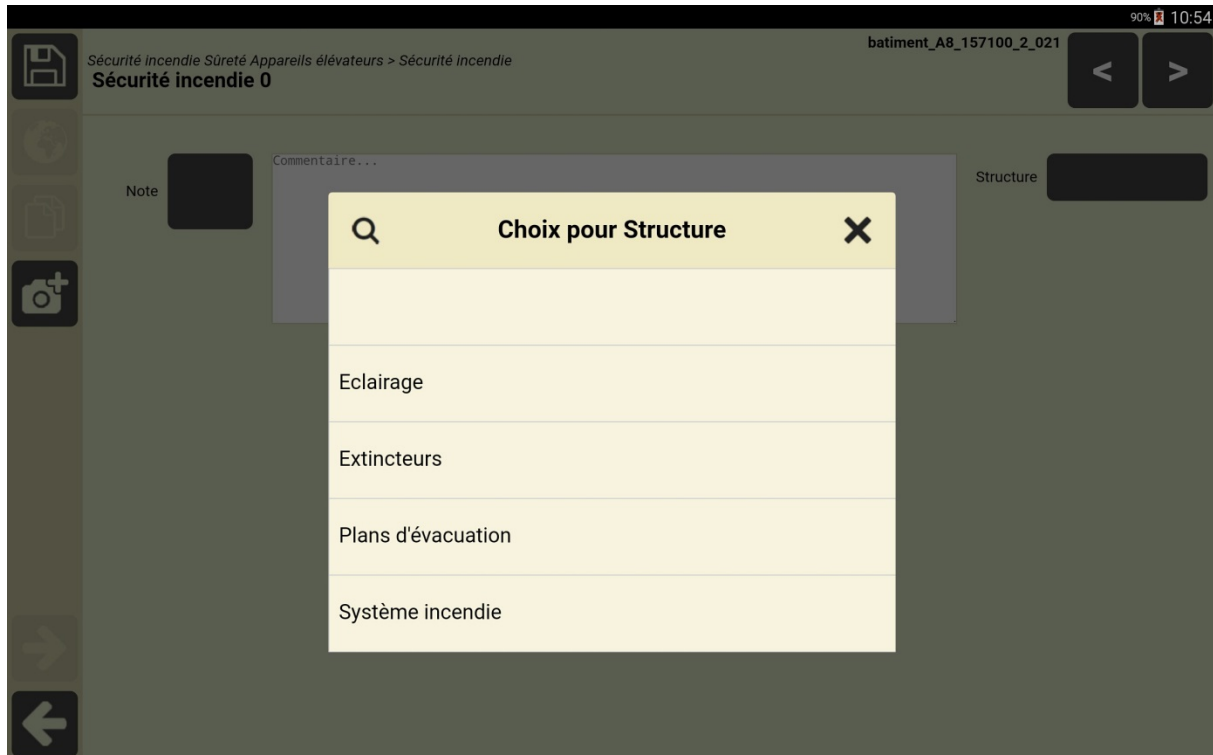 90% 10:54
Sécurité incendie Sûreté Appareils élévateurs > Sécurité incendie
Sécurité incendie 0
batiment_A8_157100_2_021
< >
Note
Commentaire...
Structure
Choix pour Structure
Eclairage
Extincteurs
Plans d'évacuation
Système incendie